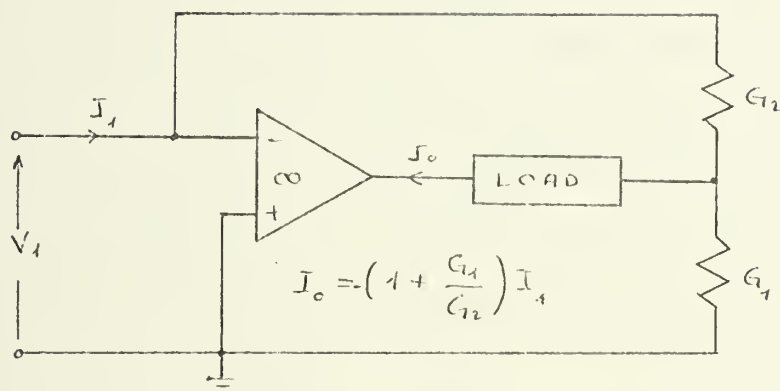 G₂
I₁
-
∞
I₀
LOAD
+
V₁
I₀ = -(1 + G₁/G₂) I₁
G₁